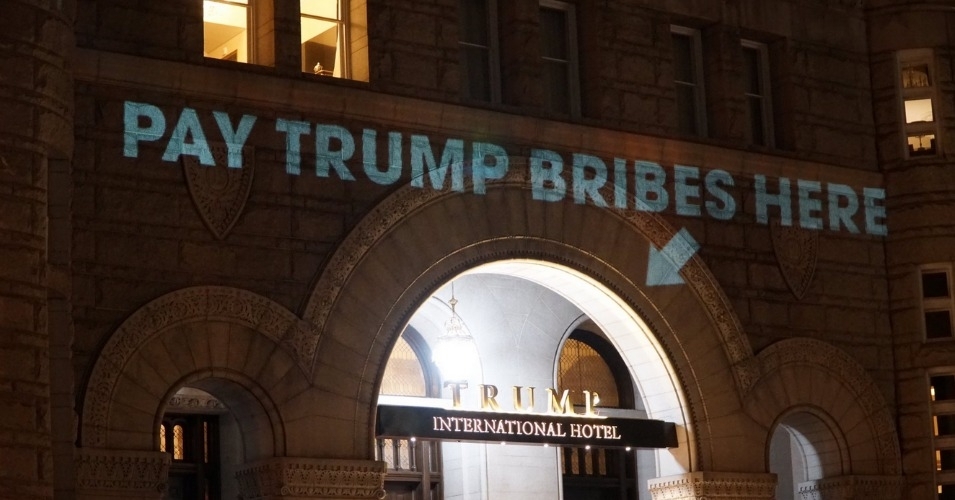 PAY TRUMP BRIBES HERE
TRUMP
INTERNATIONAL HOTEL